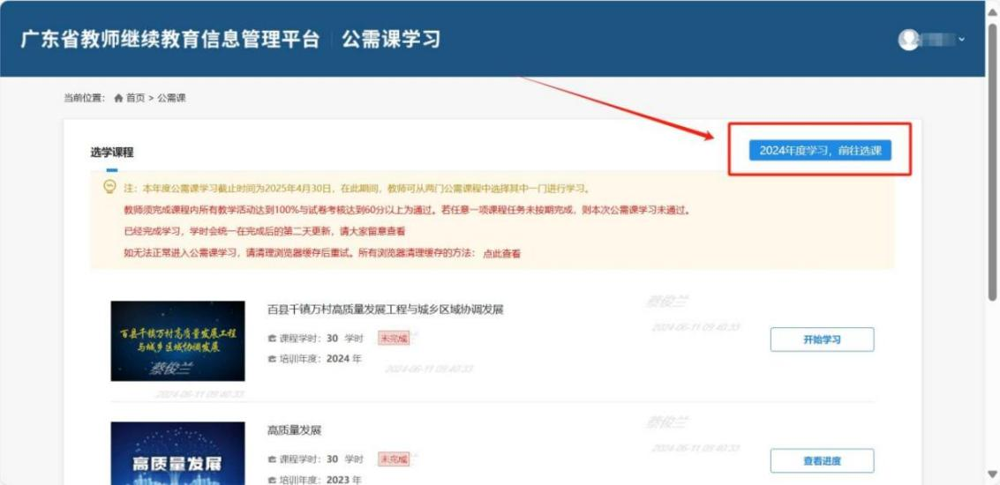 广东省教师继续教育信息管理平台 公需课学习
当前位置： 首页 > 公需课
选学课程
2024年度学习，前往选课
注：本年度公需课学习截止时间为2025年4月30日，在此期间，教师可从两门公需课程中选择其中一门进行学习。
教师须完成课程内所有教学活动达到100%与试卷考核达到60分以上为通过。若任意一项课程任务未按期完成，则本次公需课学习未通过。
已经完成学习，学时会统一在完成后的第二天更新，请大家留意查看
如无法正常进入公需课学习，请清理浏览器缓存后重试。所有浏览器清理缓存的方法： 点此查看
百县千镇万村高质量发展工程
与城乡区域协调发展
百县千镇万村高质量发展工程与城乡区域协调发展
课程学时：30 学时 未完成
培训年度：2024 年
开始学习
蔡俊兰
2024-06-11 09:40:33
蔡俊兰
2024-06-11 09:40:33
2024-06-11 09:40:33
高质量发展
高质量发展
课程学时：30 学时 未完成
培训年度：2023 年
查看进度
蔡俊兰
2024-06-11 09:40:33